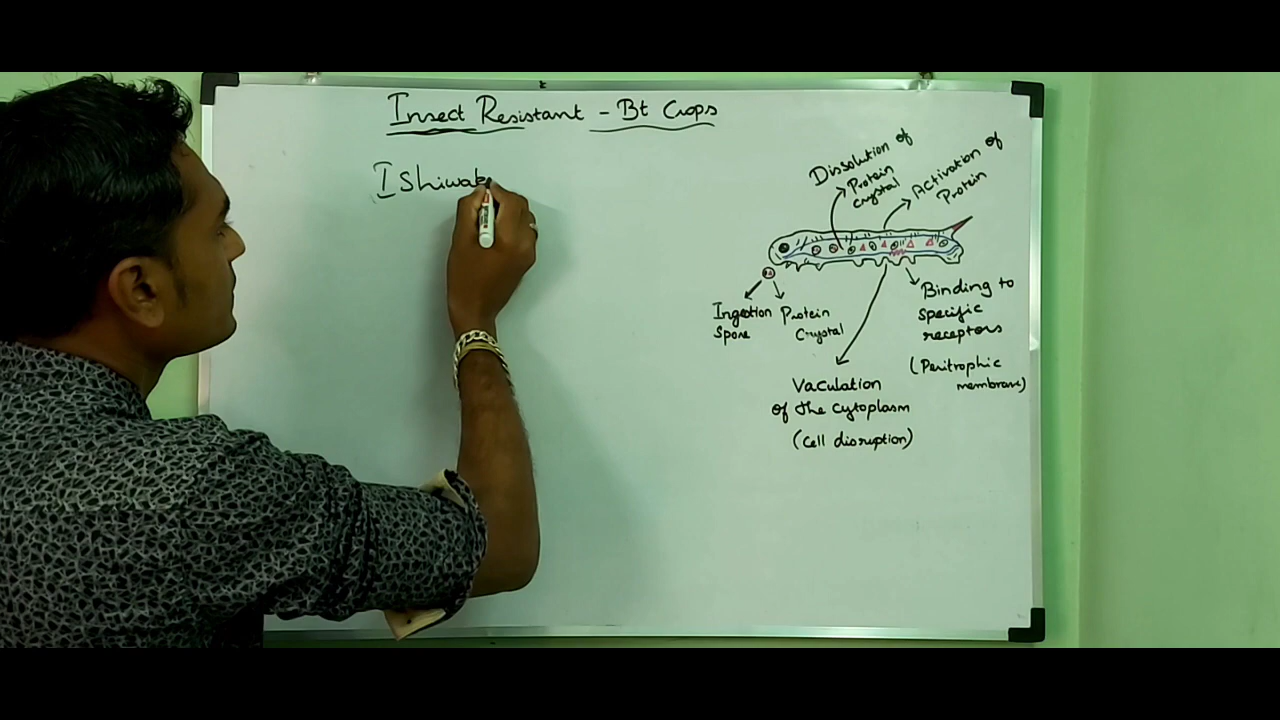 Insect Resistant - Bt Crops
Ishiwat
Dissolution of
Protein
crystal
Activation of
Protein
Ingestion
Spore
Protein
Crystal
Binding to
specific
receptors
(Peritrophic
membrane)
Vaculation
of the cytoplasm
(Cell disruption)